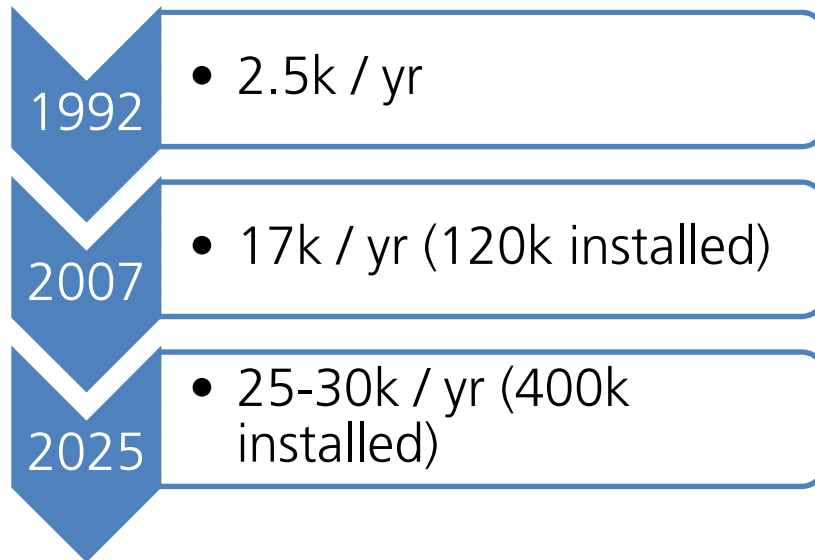 1992
• 2.5k / yr
2007
• 17k / yr (120k installed)
2025
• 25-30k / yr (400k
installed)